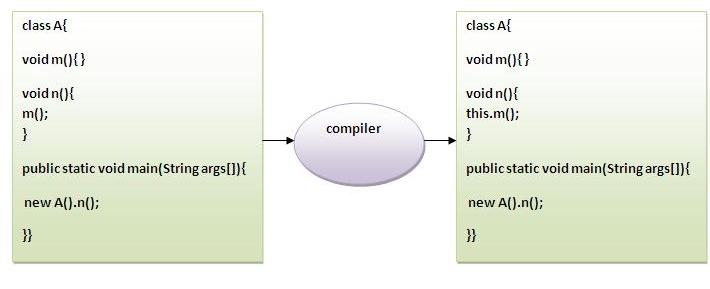 class A{
void m(){ }
void n(){
m();
}
public static void main(String args[]){
new A().n();
}}
compiler
class A{
void m(){ }
void n(){
this.m();
}
public static void main(String args[]){
new A().n();
}}